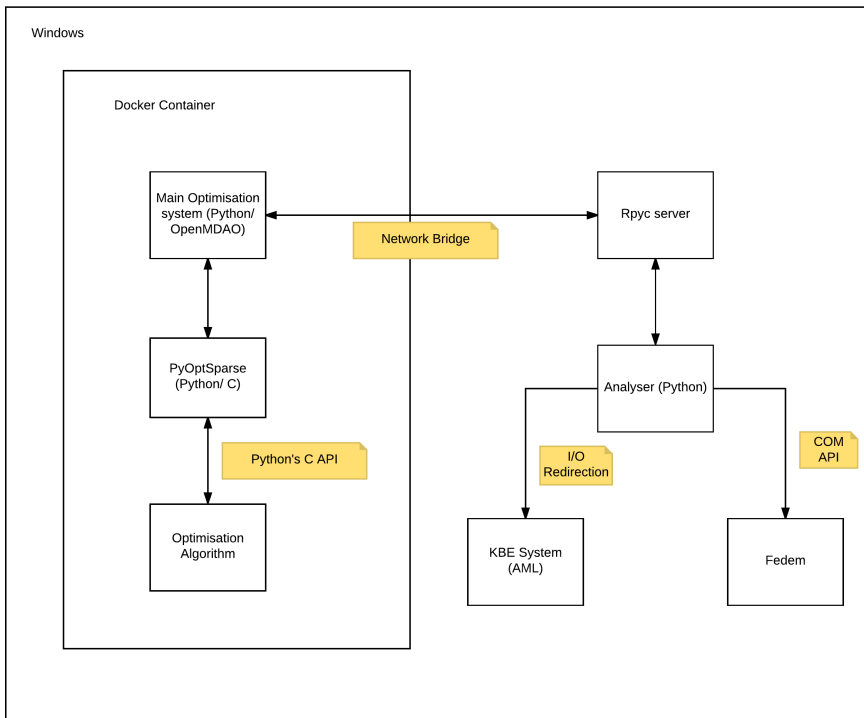 Windows
Docker Container
Main Optimisation
system (Python/
OpenMDAO)
Rpyc server
Network Bridge
PyOptSparse
(Python/ C)
Analyser (Python)
Python's C API
I/O
Redirection
COM
API
Optimisation
Algorithm
KBE System
(AML)
Fedem